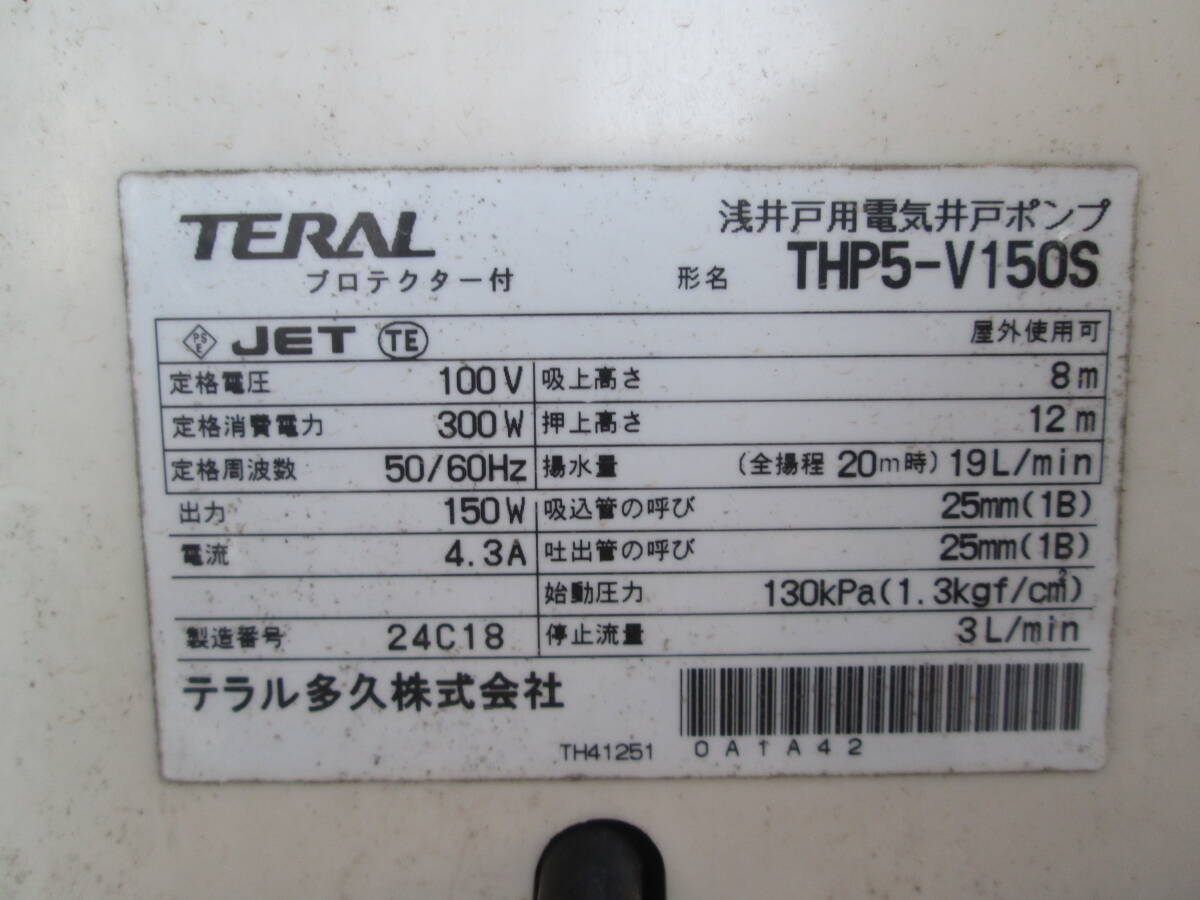 TERAL
浅井戸用電気井戸ポンプ
プロテクター付 形名 THP5-V150S
PSE JET TE 屋外使用可
定格電圧 100V 吸上高さ 8m
定格消費電力 300W 押上高さ 12m
定格周波数 50/60Hz 揚水量 (全揚程 20m時) 19L/min
出力 150W 吸込管の呼び 25mm(1B)
電流 4.3A 吐出管の呼び 25mm(1B)
始動圧力 130kPa(1.3kgf/cm²)
製造番号 24C18 停止流量 3L/min
テラル多久株式会社
TH41251 0A1A42